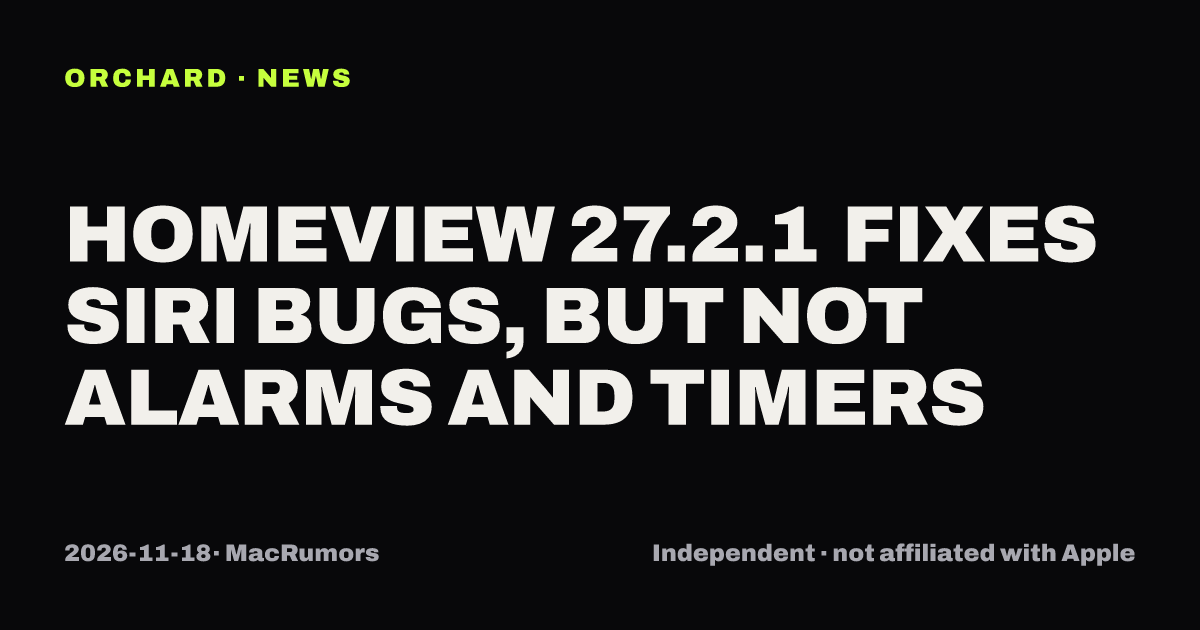 ORCHARD · NEWS
HOMEVIEW 27.2.1 FIXES
SIRI BUGS, BUT NOT
ALARMS AND TIMERS
2026-11-18· MacRumors
Independent · not affiliated with Apple